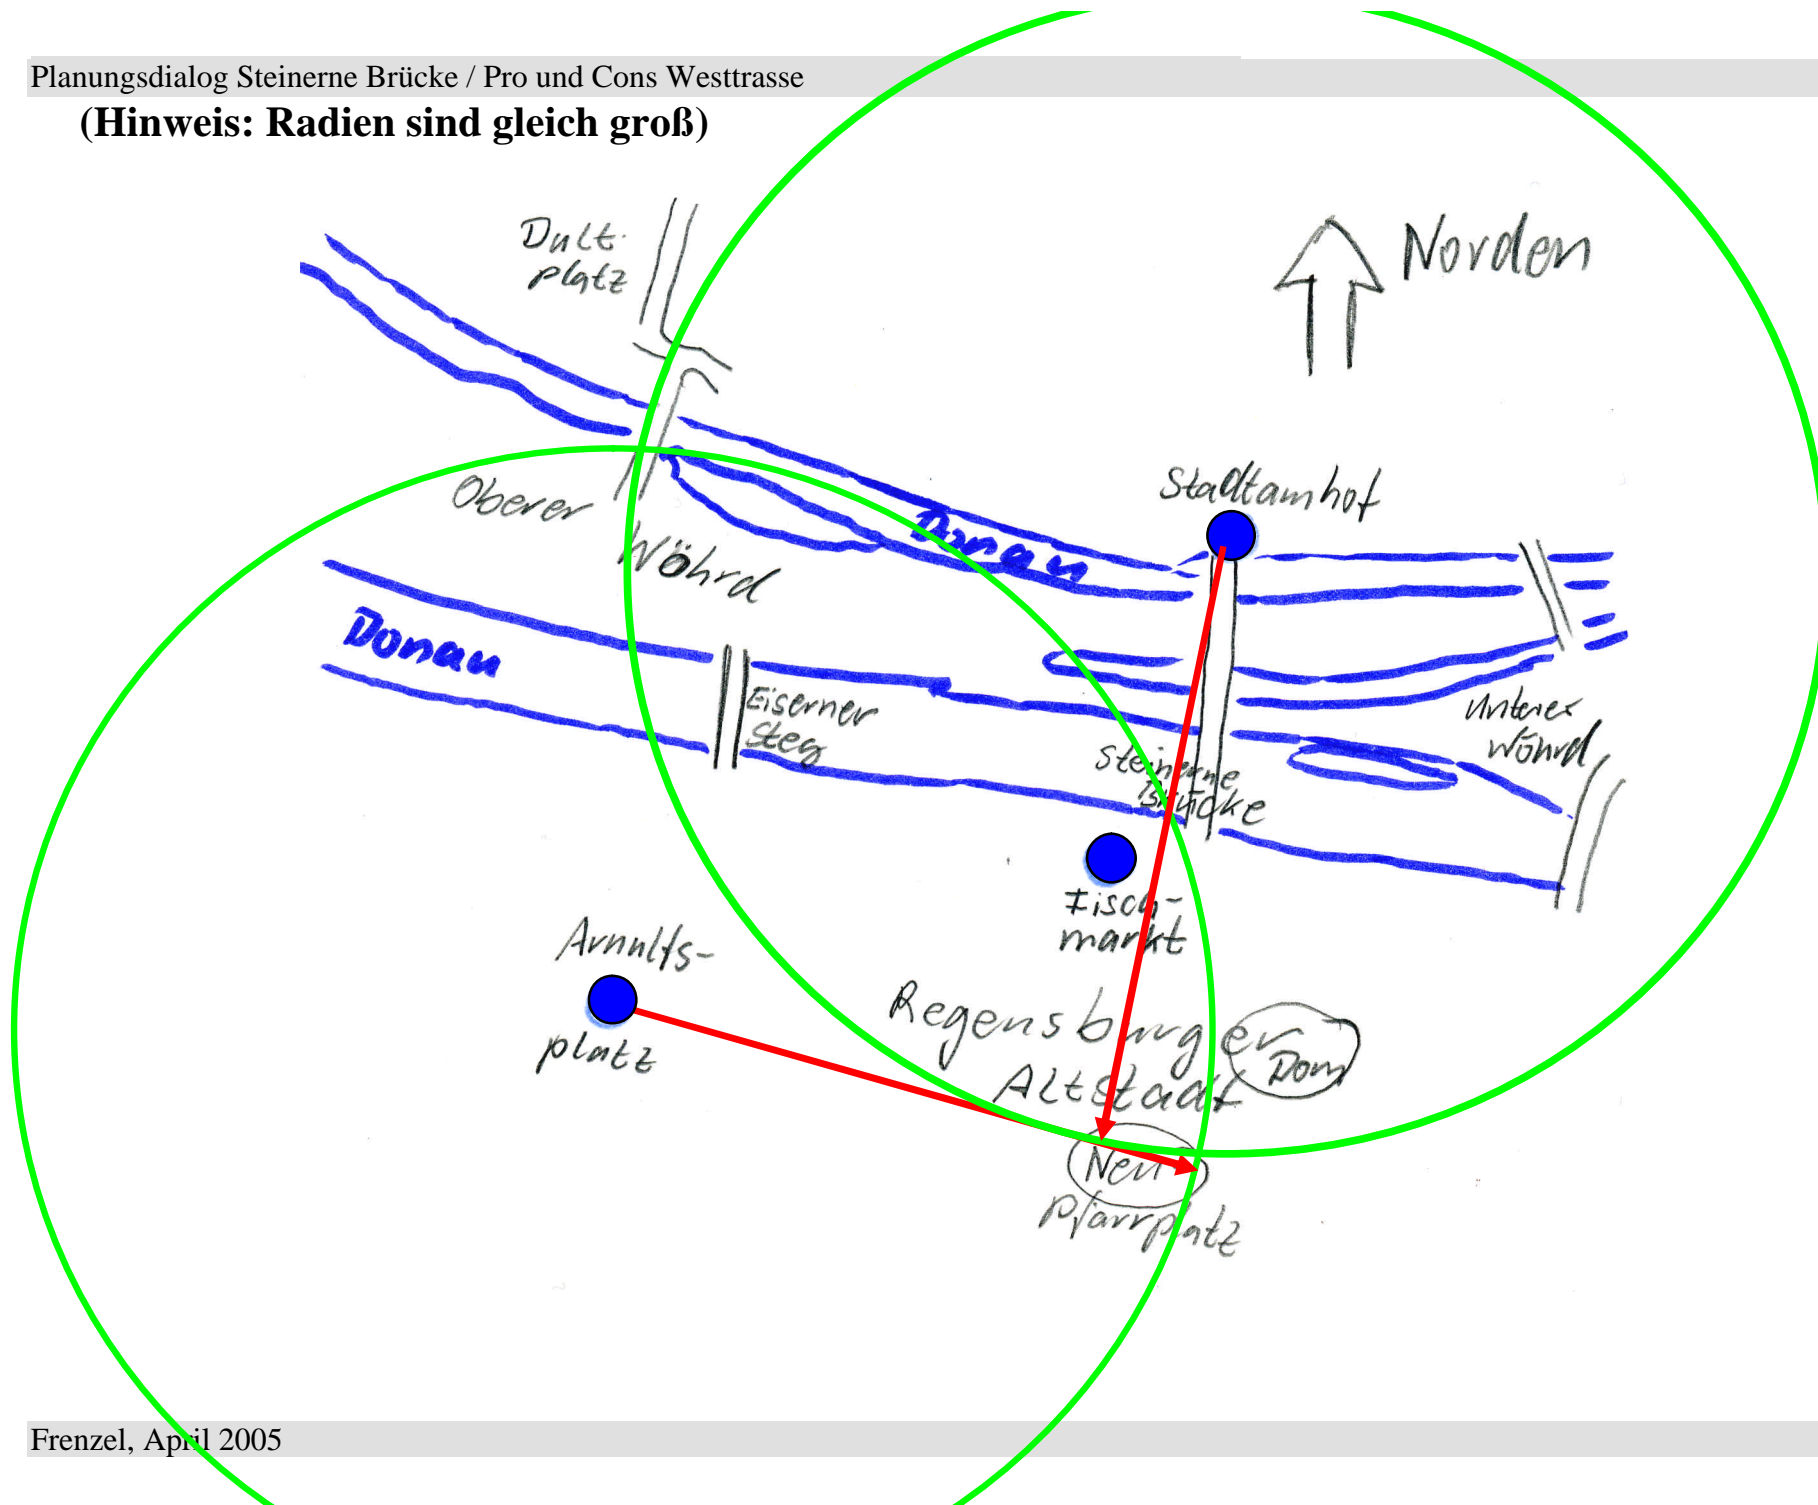 Planungsdialog Steinerne Brücke / Pro und Cons Westtrasse
(Hinweis: Radien sind gleich groß)
Dult-
platz
Norden
Stadtamhof
Oberer
Wöhrd
Donau
Donau
Eiserner
Steg
Unterer
Wöhrd
Steinerne
Brücke
Fisch-
markt
Arnulfs-
platz
Regensburger
Altstadt
Dom
Neu
pfarrplatz
Frenzel, April 2005